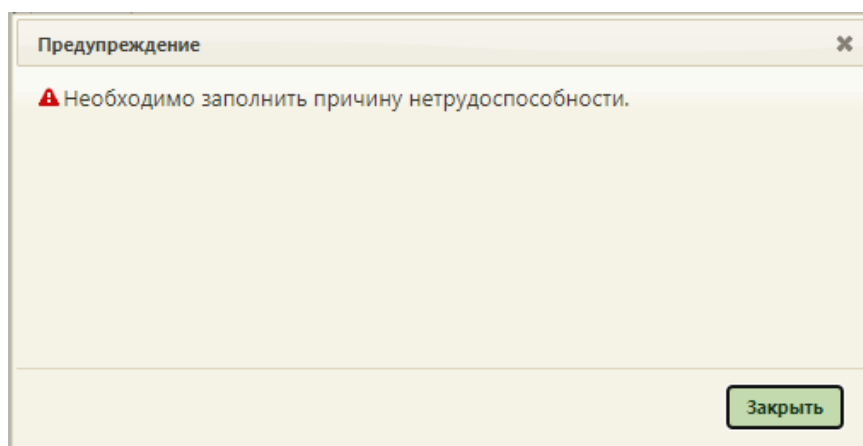 Предупреждение
Необходимо заполнить причину нетрудоспособности.
Закрыть